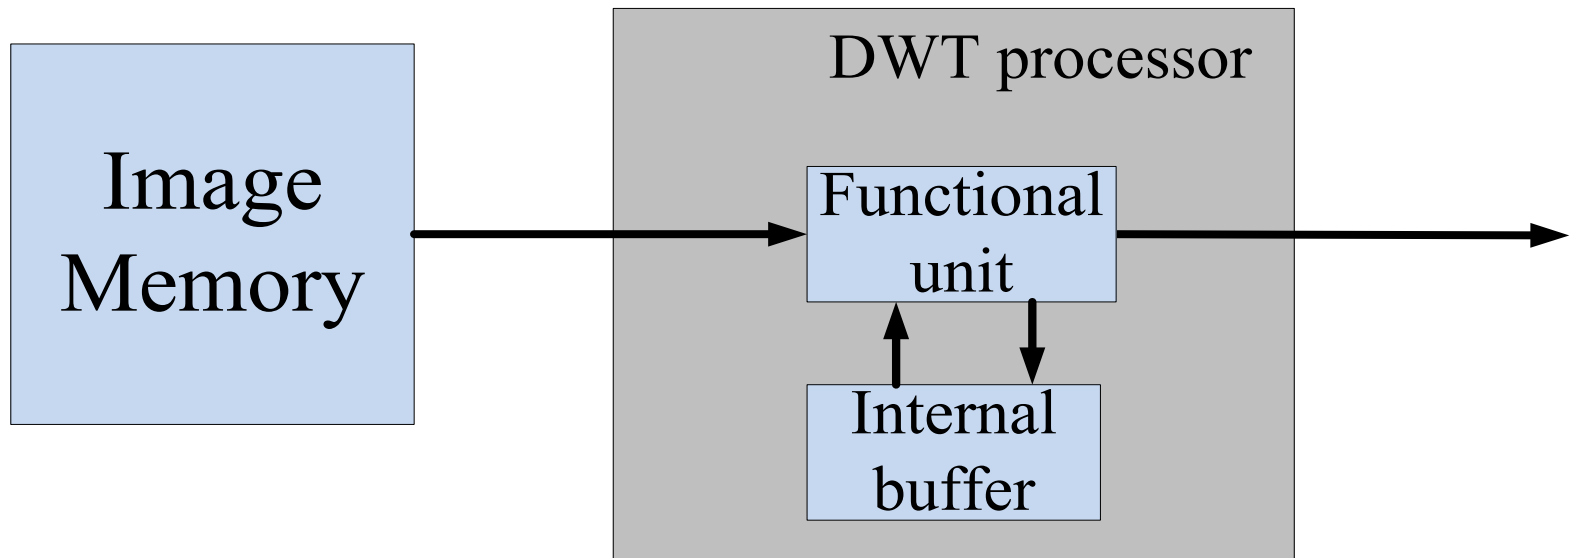 Image
Memory
DWT processor
Functional
unit
Internal
buffer